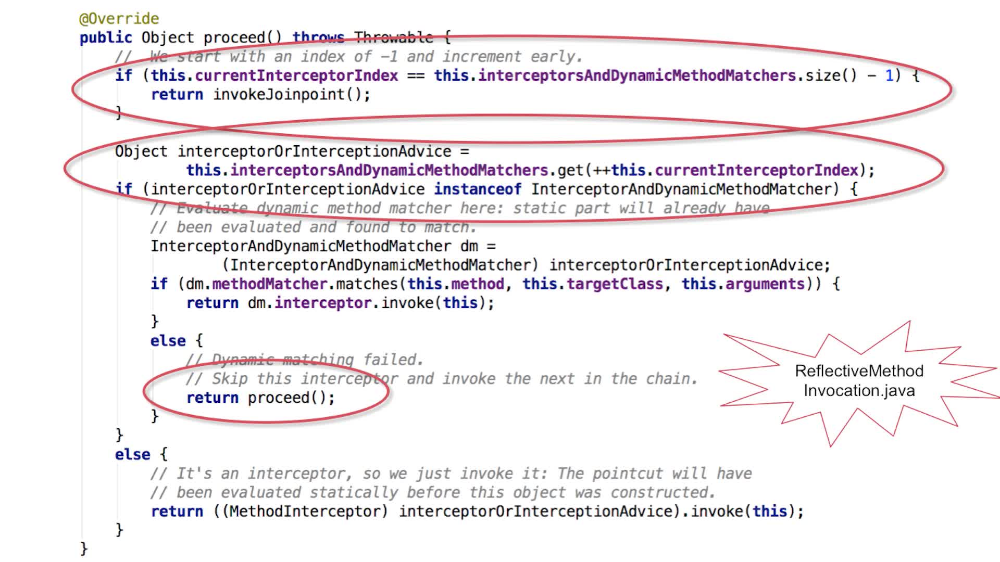 @Override
public Object proceed() throws Throwable {
// We start with an index of –1 and increment early.
if (this.currentInterceptorIndex == this.interceptorsAndDynamicMethodMatchers.size() - 1) {
return invokeJoinpoint();
}
Object interceptorOrInterceptionAdvice =
this.interceptorsAndDynamicMethodMatchers.get(++this.currentInterceptorIndex);
if (interceptorOrInterceptionAdvice instanceof InterceptorAndDynamicMethodMatcher) {
// Evaluate dynamic method matcher here: static part will already have
// been evaluated and found to match.
InterceptorAndDynamicMethodMatcher dm =
(InterceptorAndDynamicMethodMatcher) interceptorOrInterceptionAdvice;
if (dm.methodMatcher.matches(this.method, this.targetClass, this.arguments)) {
return dm.interceptor.invoke(this);
}
else {
// Dynamic matching failed.
// Skip this interceptor and invoke the next in the chain.
return proceed();
}
}
else {
// It's an interceptor, so we just invoke it: The pointcut will have
// been evaluated statically before this object was constructed.
return ((MethodInterceptor) interceptorOrInterceptionAdvice).invoke(this);
}
}
ReflectiveMethod
Invocation.java